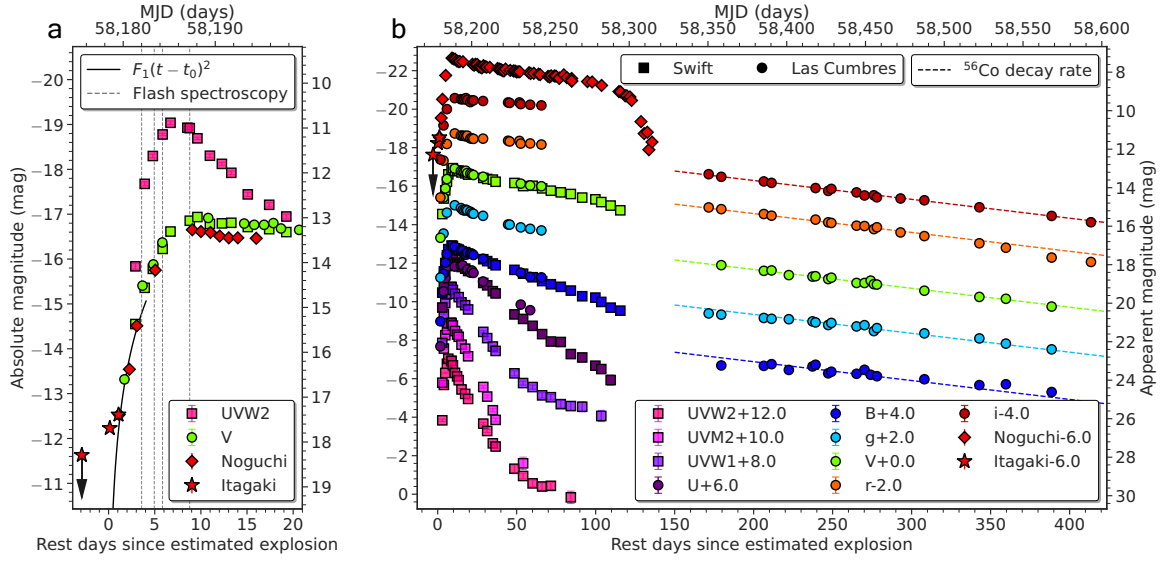 a
MJD (days)
58,180 58,190
F₁(t − t₀)²
Flash spectroscopy
UVW2
V
Noguchi
Itagaki
Absolute magnitude (mag)
−20
−19
−18
−17
−16
−15
−14
−13
−12
−11
10
11
12
13
14
15
16
17
18
19
0 5 10 15 20
Rest days since estimated explosion
b
MJD (days)
58,200 58,250 58,300 58,350 58,400 58,450 58,500 58,550 58,600
Swift Las Cumbres
⁵⁶Co decay rate
−22
−20
−18
−16
−14
−12
−10
−8
−6
−4
−2
0
8
10
12
14
16
18
20
22
24
26
28
30
Apparent magnitude (mag)
UVW2+12.0 B+4.0 i-4.0
UVM2+10.0 g+2.0 Noguchi-6.0
UVW1+8.0 V+0.0 Itagaki-6.0
U+6.0 r-2.0
0 50 100 150 200 250 300 350 400
Rest days since estimated explosion